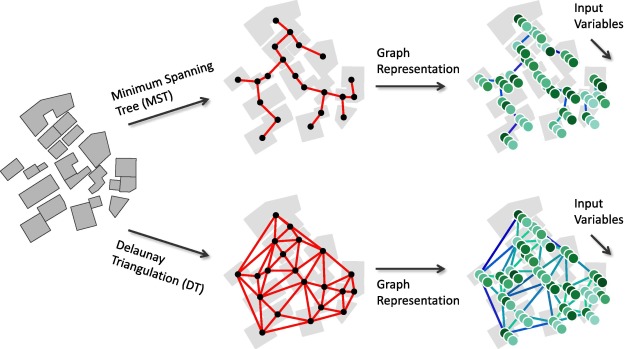 Minimum Spanning
Tree (MST)
Graph
Representation
Input
Variables
Delaunay
Triangulation (DT)
Graph
Representation
Input
Variables